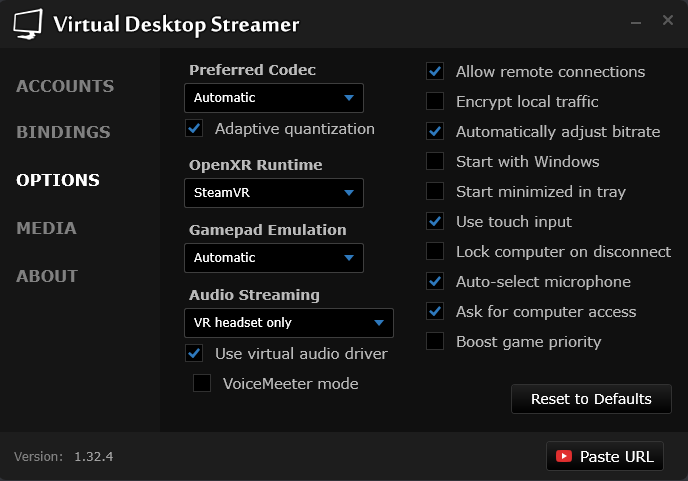 Virtual Desktop Streamer
ACCOUNTS
BINDINGS
OPTIONS
MEDIA
ABOUT
Preferred Codec
Automatic
Adaptive quantization
OpenXR Runtime
SteamVR
Gamepad Emulation
Automatic
Audio Streaming
VR headset only
Use virtual audio driver
VoiceMeeter mode
Allow remote connections
Encrypt local traffic
Automatically adjust bitrate
Start with Windows
Start minimized in tray
Use touch input
Lock computer on disconnect
Auto-select microphone
Ask for computer access
Boost game priority
Reset to Defaults
Version: 1.32.4
Paste URL